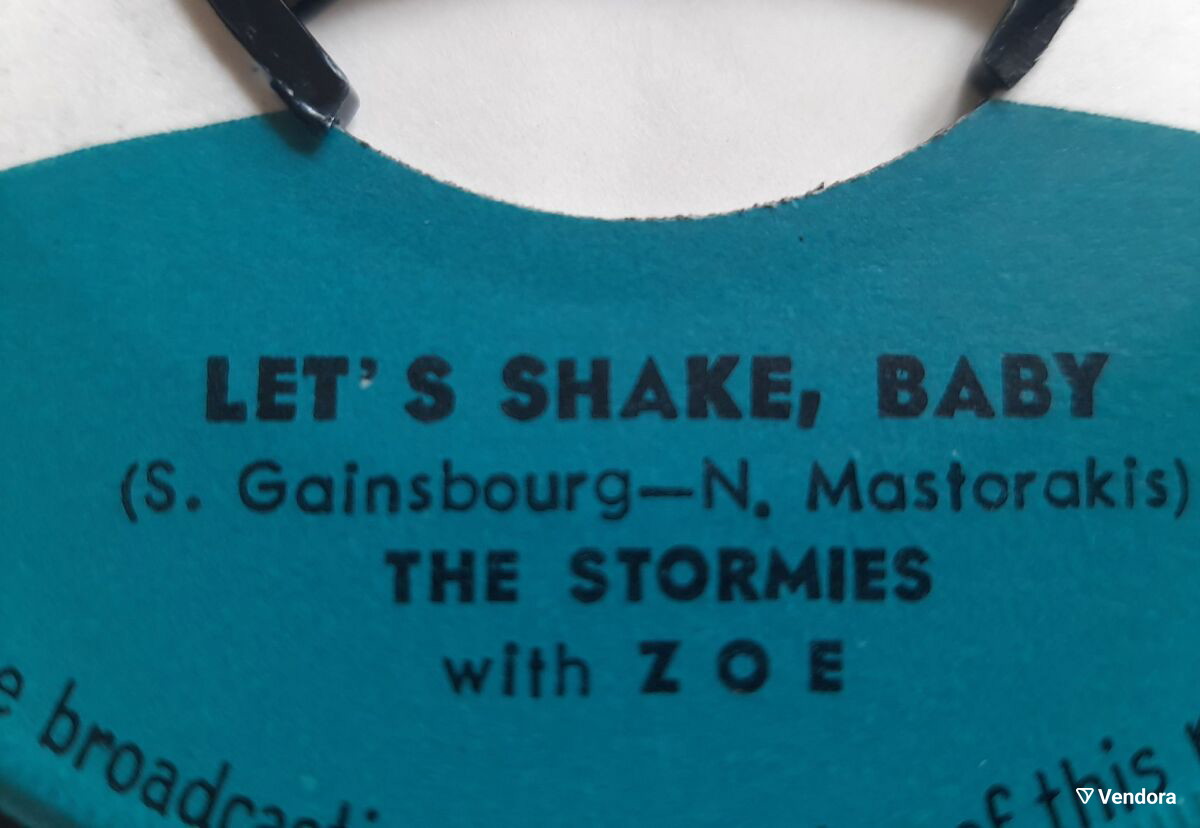 LET'S SHAKE, BABY
(S. Gainsbourg—N. Mastorakis)
THE STORMIES
with ZOE
broadcasti
of this
Vendora